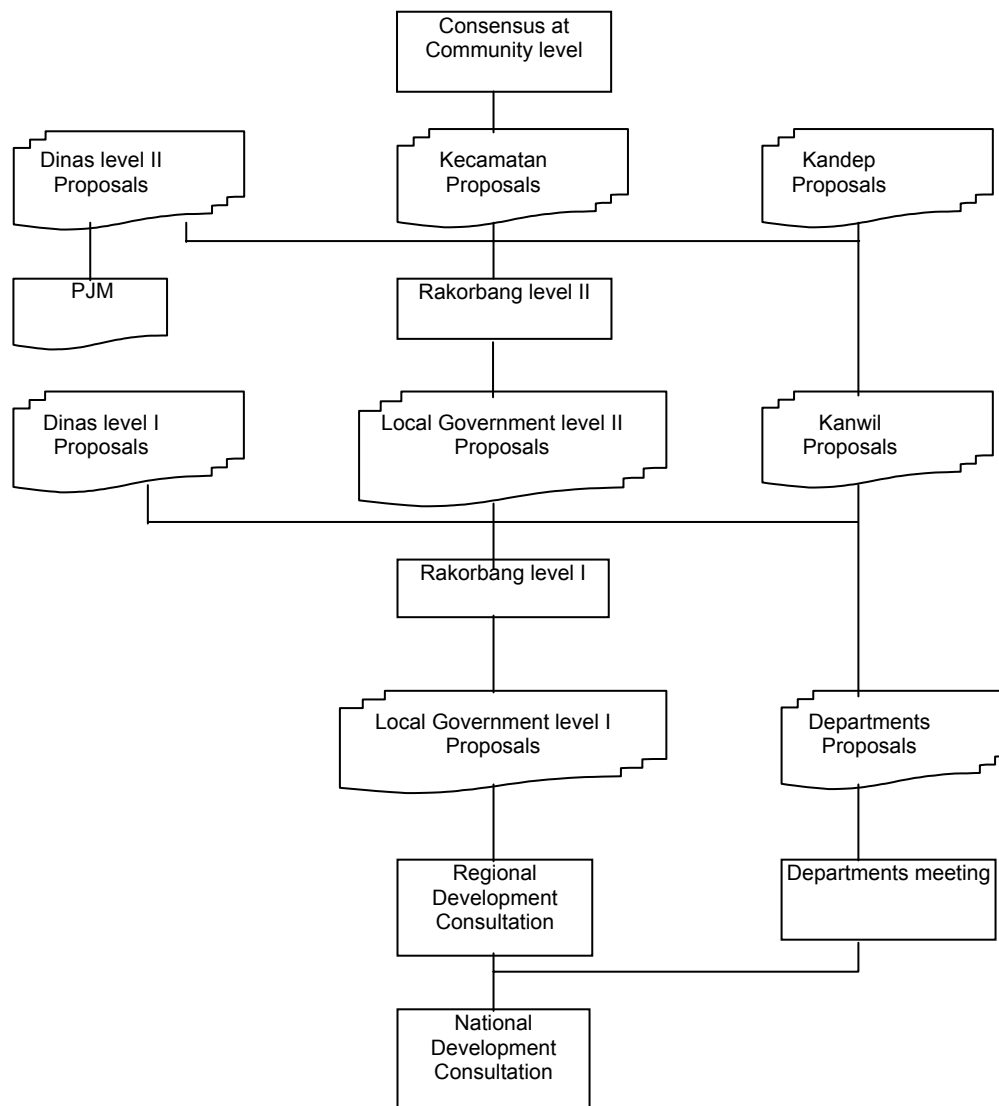 Consensus at
Community level
Dinas level II
Proposals
Kecamatan
Proposals
Kandep
Proposals
PJM
Rakorbang level II
Dinas level I
Proposals
Local Government level II
Proposals
Kanwil
Proposals
Rakorbang level I
Local Government level I
Proposals
Departments
Proposals
Regional
Development
Consultation
Departments meeting
National
Development
Consultation